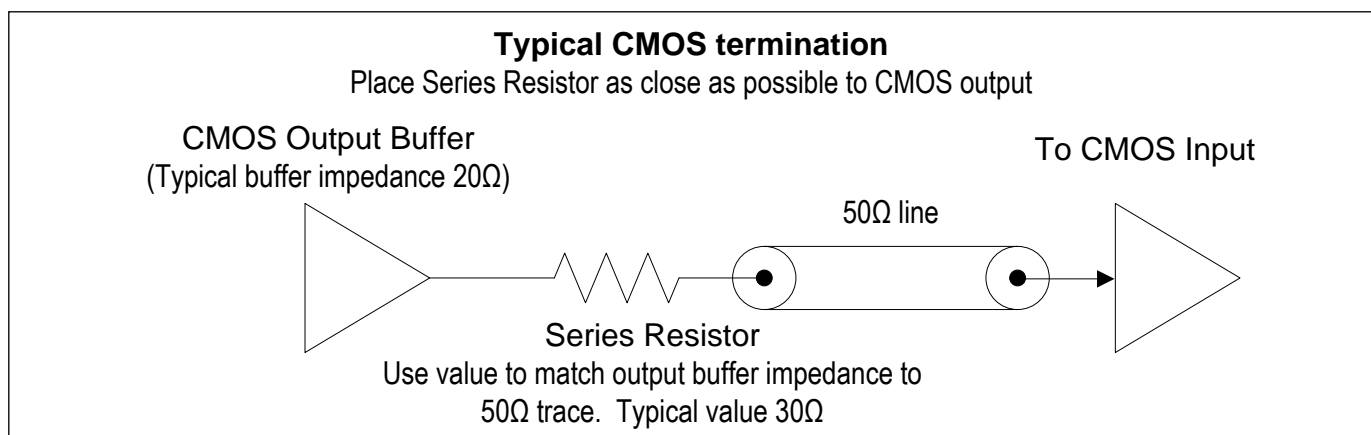 Typical CMOS termination
Place Series Resistor as close as possible to CMOS output
CMOS Output Buffer
(Typical buffer impedance 20Ω)
To CMOS Input
50Ω line
Series Resistor
Use value to match output buffer impedance to
50Ω trace. Typical value 30Ω